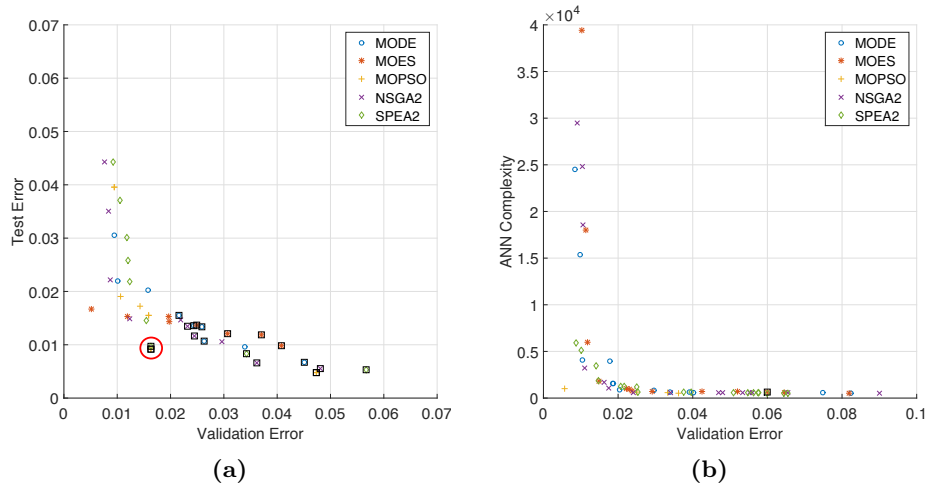 0.07
0.06
0.05
0.04
0.03
0.02
0.01
0
Test Error
0 0.01 0.02 0.03 0.04 0.05 0.06 0.07
Validation Error
MODE
MOES
MOPSO
NSGA2
SPEA2
(a)
×10⁴
4
3.5
3
2.5
2
1.5
1
0.5
0
ANN Complexity
0 0.02 0.04 0.06 0.08 0.1
Validation Error
MODE
MOES
MOPSO
NSGA2
SPEA2
(b)